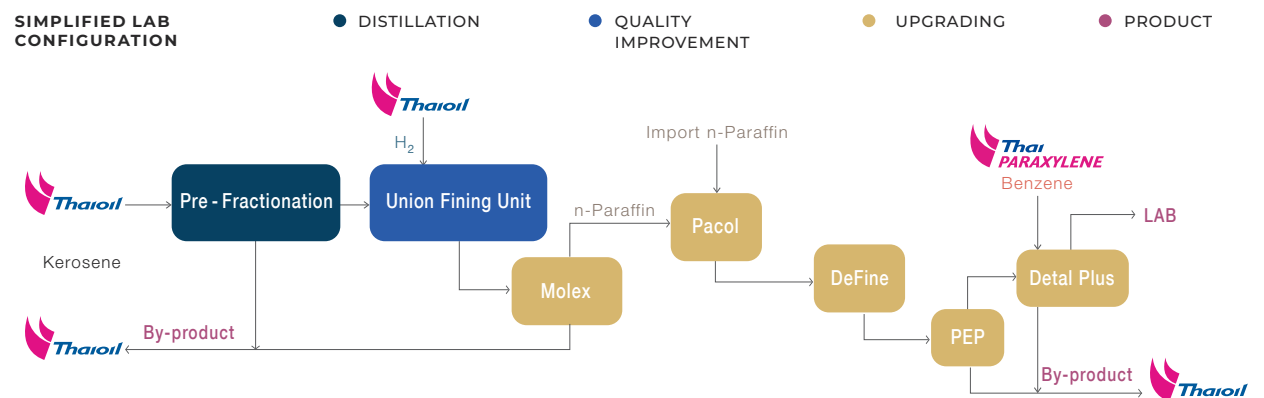 SIMPLIFIED LAB
CONFIGURATION
DISTILLATION
QUALITY
IMPROVEMENT
UPGRADING
PRODUCT
Thaioil
H₂
Import n-Paraffin
Thai
PARAXYLENE
Benzene
Thaioil
Pre - Fractionation
Union Fining Unit
n-Paraffin
Pacol
LAB
Kerosene
Molex
DeFine
Detal Plus
By-product
Thaioil
PEP
By-product
Thaioil